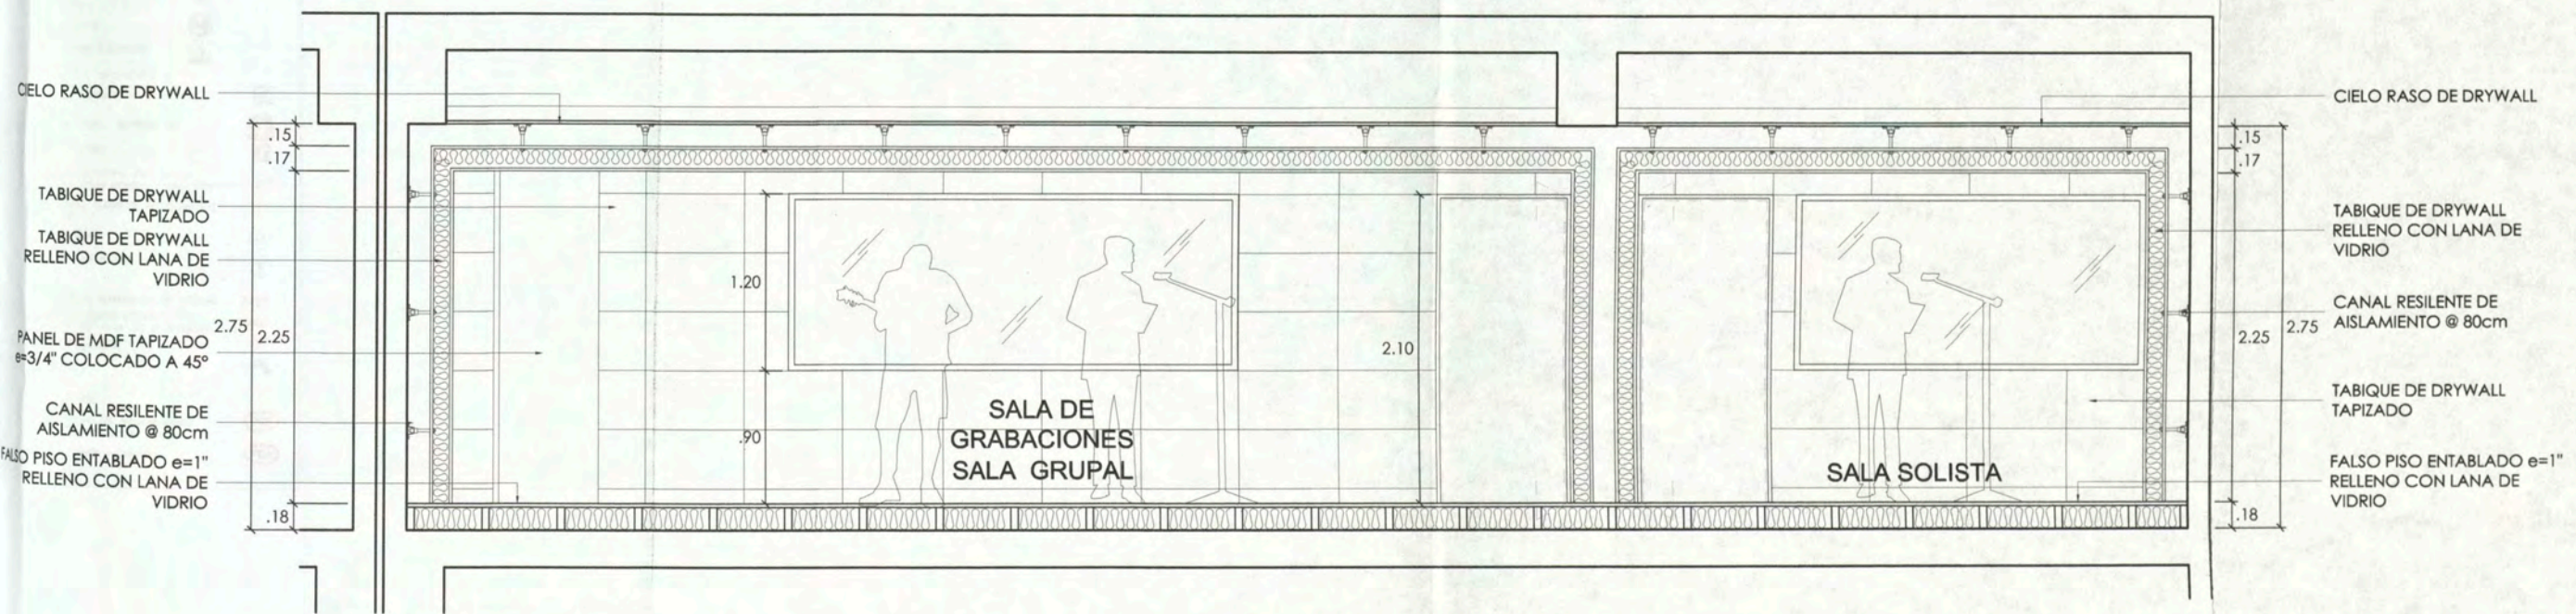 CIELO RASO DE DRYWALL
.15
.17
TABIQUE DE DRYWALL
TAPIZADO
TABIQUE DE DRYWALL
RELLENO CON LANA DE
VIDRIO
2.75
2.25
PANEL DE MDF TAPIZADO
e=3/4" COLOCADO A 45°
CANAL RESILENTE DE
AISLAMIENTO @ 80cm
FALSO PISO ENTABLADO e=1"
RELLENO CON LANA DE
VIDRIO
.18
1.20
.90
SALA DE
GRABACIONES
SALA GRUPAL
2.10
SALA SOLISTA
CIELO RASO DE DRYWALL
.15
.17
TABIQUE DE DRYWALL
RELLENO CON LANA DE
VIDRIO
CANAL RESILENTE DE
AISLAMIENTO @ 80cm
2.25
2.75
TABIQUE DE DRYWALL
TAPIZADO
FALSO PISO ENTABLADO e=1"
RELLENO CON LANA DE
VIDRIO
.18